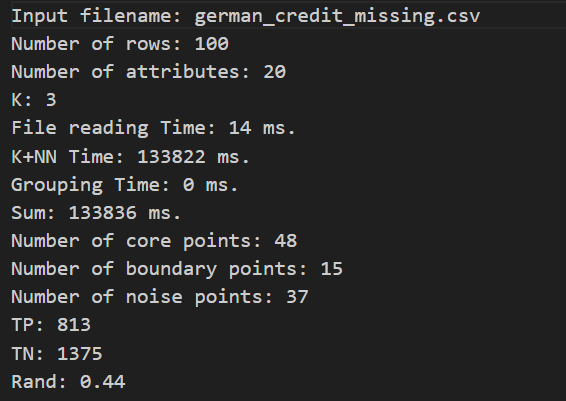 Input filename: german_credit_missing.csv
Number of rows: 100
Number of attributes: 20
K: 3
File reading Time: 14 ms.
K+NN Time: 133822 ms.
Grouping Time: 0 ms.
Sum: 133836 ms.
Number of core points: 48
Number of boundary points: 15
Number of noise points: 37
TP: 813
TN: 1375
Rand: 0.44